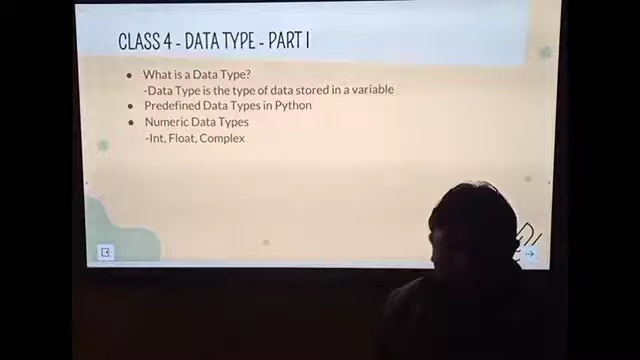 CLASS 4 - DATA TYPE - PART I
● What is a Data Type?
-Data Type is the type of data stored in a variable
● Predefined Data Types in Python
● Numeric Data Types
-Int, Float, Complex